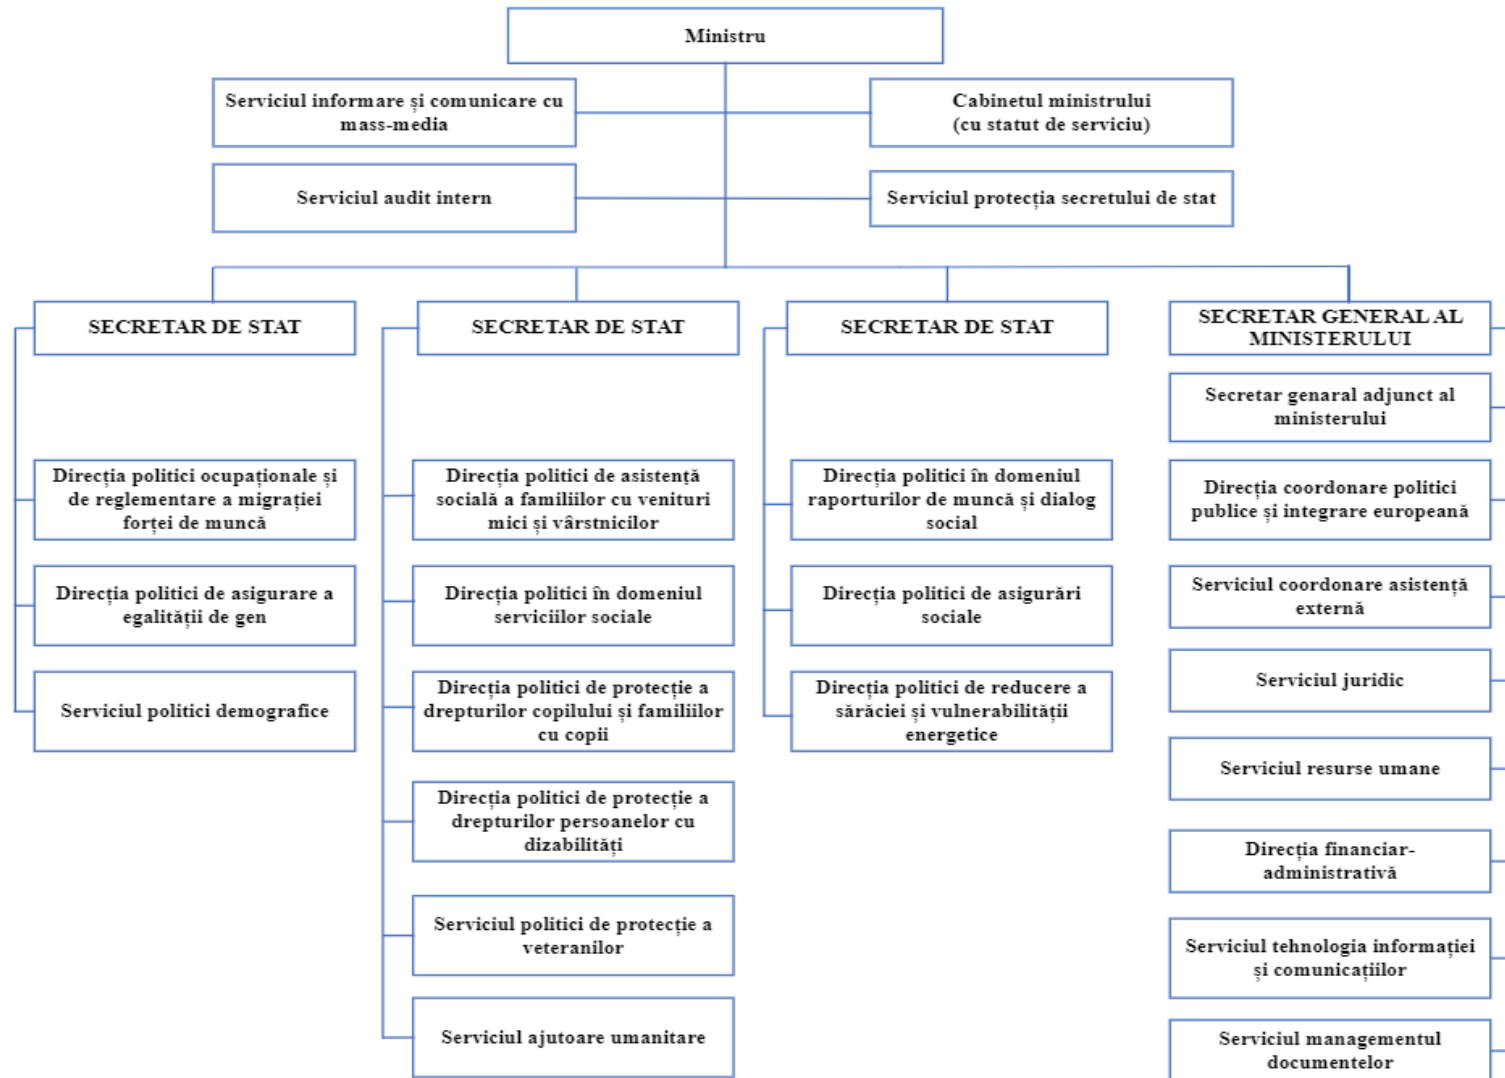 Ministru
Serviciul informare și comunicare cu
mass-media
Cabinetul ministrului
(cu statut de serviciu)
Serviciul audit intern
Serviciul protecția secretului de stat
SECRETAR DE STAT
Direcția politici ocupaționale și
de reglementare a migrației
forței de muncă
Direcția politici de asigurare a
egalității de gen
Serviciul politici demografice
SECRETAR DE STAT
Direcția politici de asistență
socială a familiilor cu venituri
mici și vârstnicilor
Direcția politici în domeniul
serviciilor sociale
Direcția politici de protecție a
drepturilor copilului și familiilor
cu copii
Direcția politici de protecție a
drepturilor persoanelor cu
dizabilități
Serviciul politici de protecție a
veteranilor
Serviciul ajutoare umanitare
SECRETAR DE STAT
Direcția politici în domeniul
raporturilor de muncă și dialog
social
Direcția politici de asigurări
sociale
Direcția politici de reducere a
sărăciei și vulnerabilității
energetice
SECRETAR GENERAL AL
MINISTERULUI
Secretar genaral adjunct al
ministerului
Direcția coordonare politici
publice și integrare europeană
Serviciul coordonare asistență
externă
Serviciul juridic
Serviciul resurse umane
Direcția financiar-
administrativă
Serviciul tehnologia informației
și comunicațiilor
Serviciul managementul
documentelor